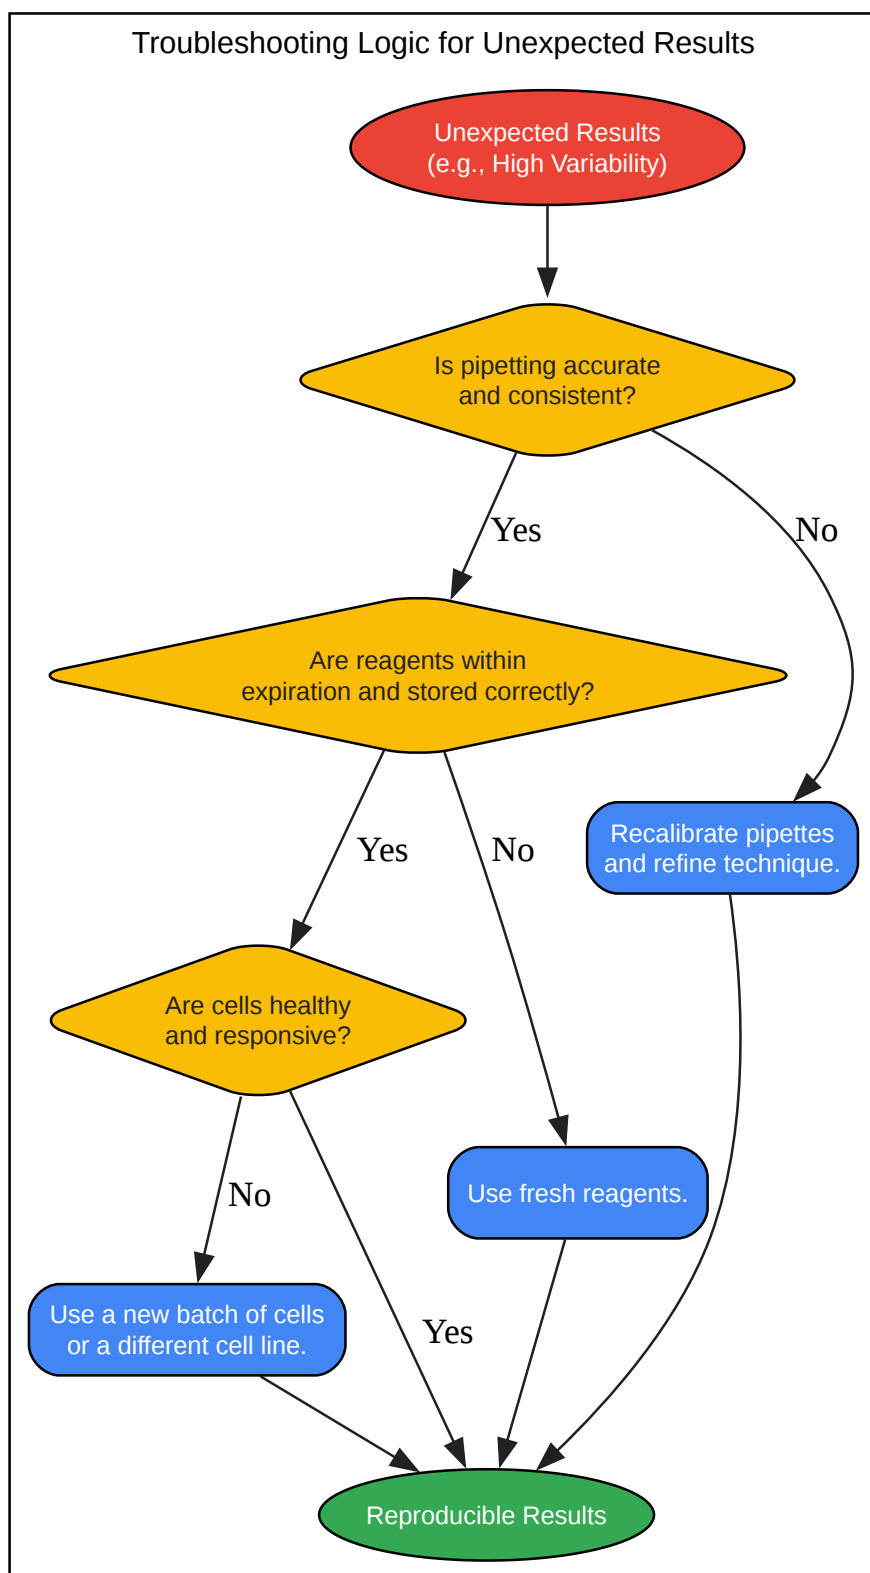 Troubleshooting Logic for Unexpected Results
Unexpected Results
(e.g., High Variability)
Is pipetting accurate
and consistent?
Yes
No
Are reagents within
expiration and stored correctly?
Yes
No
Recalibrate pipettes
and refine technique.
Are cells healthy
and responsive?
No
Use fresh reagents.
Use a new batch of cells
or a different cell line.
Yes
Reproducible Results